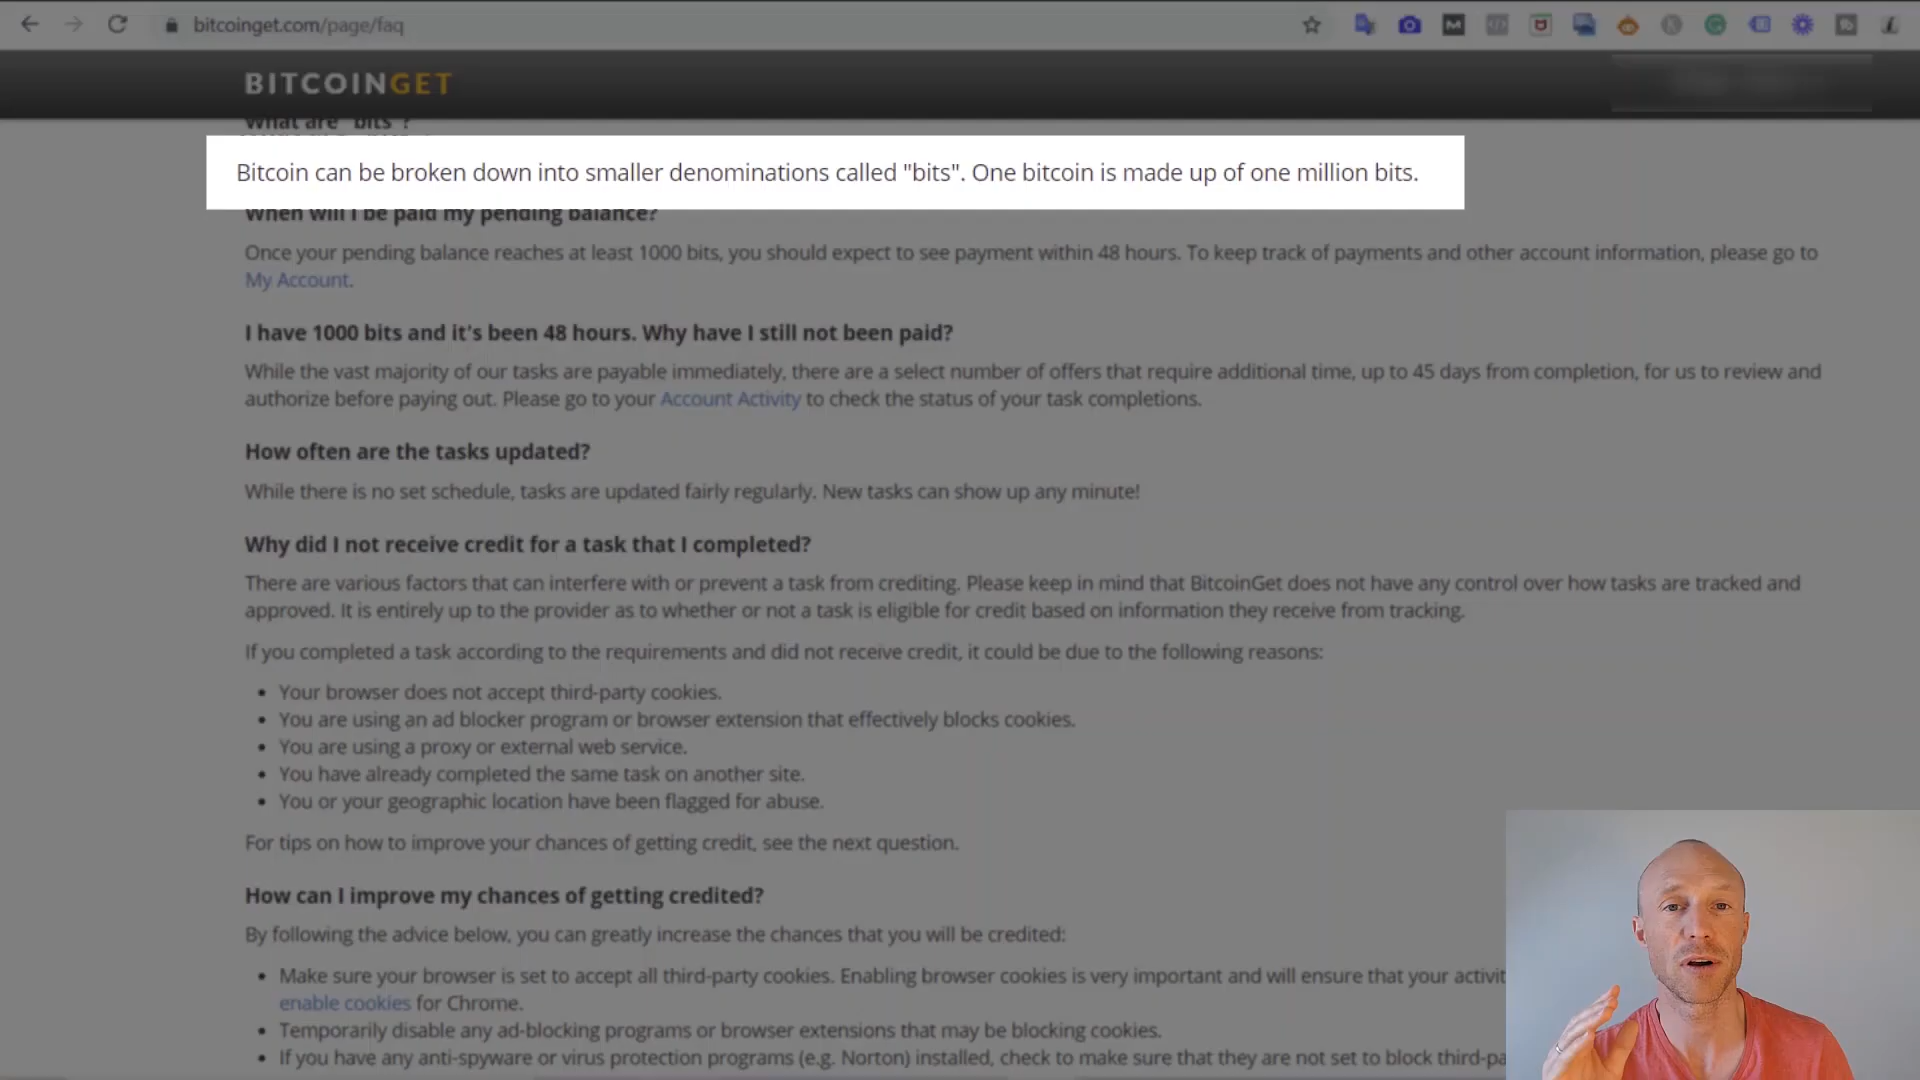 bitcoinget.com/page/faq
BITCOINGET
What are "bits"?
Bitcoin can be broken down into smaller denominations called "bits". One bitcoin is made up of one million bits.
When will I be paid my pending balance?
Once your pending balance reaches at least 1000 bits, you should expect to see payment within 48 hours. To keep track of payments and other account information, please go to
My Account.
I have 1000 bits and it's been 48 hours. Why have I still not been paid?
While the vast majority of our tasks are payable immediately, there are a select number of offers that require additional time, up to 45 days from completion, for us to review and
authorize before paying out. Please go to your Account Activity to check the status of your task completions.
How often are the tasks updated?
While there is no set schedule, tasks are updated fairly regularly. New tasks can show up any minute!
Why did I not receive credit for a task that I completed?
There are various factors that can interfere with or prevent a task from crediting. Please keep in mind that BitcoinGet does not have any control over how tasks are tracked and
approved. It is entirely up to the provider as to whether or not a task is eligible for credit based on information they receive from tracking.
If you completed a task according to the requirements and did not receive credit, it could be due to the following reasons:
• Your browser does not accept third-party cookies.
• You are using an ad blocker program or browser extension that effectively blocks cookies.
• You are using a proxy or external web service.
• You have already completed the same task on another site.
• You or your geographic location have been flagged for abuse.
For tips on how to improve your chances of getting credit, see the next question.
How can I improve my chances of getting credited?
By following the advice below, you can greatly increase the chances that you will be credited:
• Make sure your browser is set to accept all third-party cookies. Enabling browser cookies is very important and will ensure that your activit
enable cookies for Chrome.
• Temporarily disable any ad-blocking programs or browser extensions that may be blocking cookies.
• If you have any anti-spyware or virus protection programs (e.g. Norton) installed, check to make sure that they are not set to block third-pa